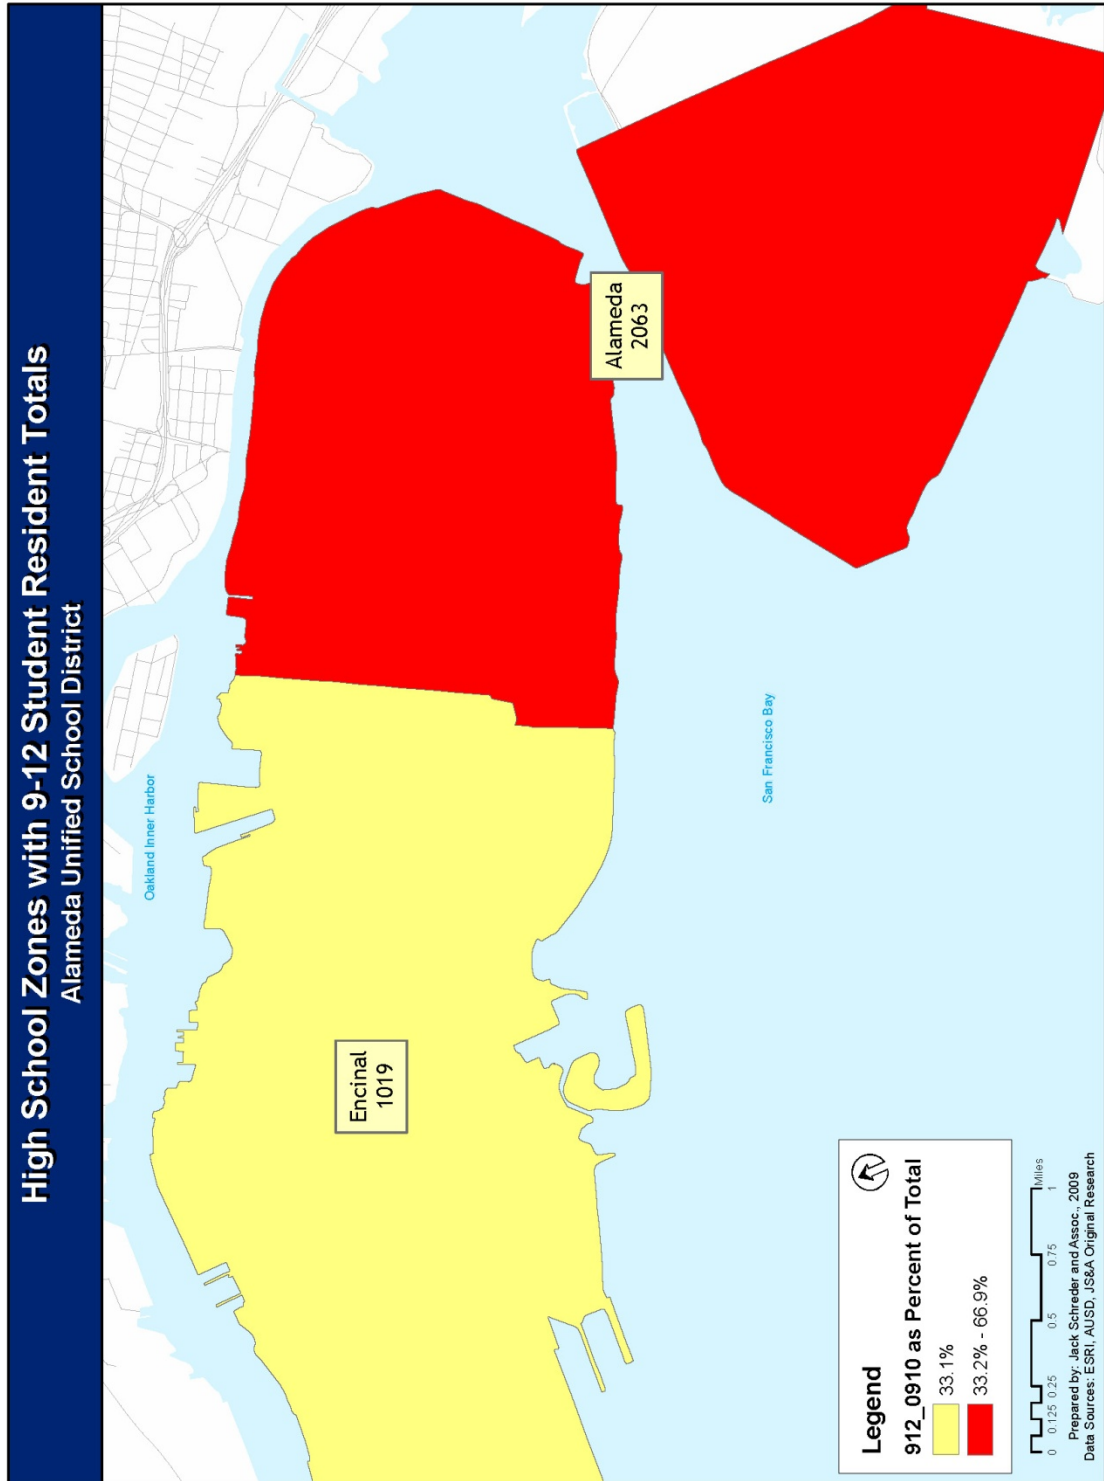 High School Zones with 9-12 Student Resident Totals
Alameda Unified School District
Oakland Inner Harbor
Encinal
1019
Alameda
2063
San Francisco Bay
Legend
912_0910 as Percent of Total
33.1%
33.2% - 66.9%
0 0.125 0.25 0.5 0.75 1
Miles
Prepared by: Jack Schreder and Assoc., 2009
Data Sources: ESRI, AUSD, JS&A Original Research